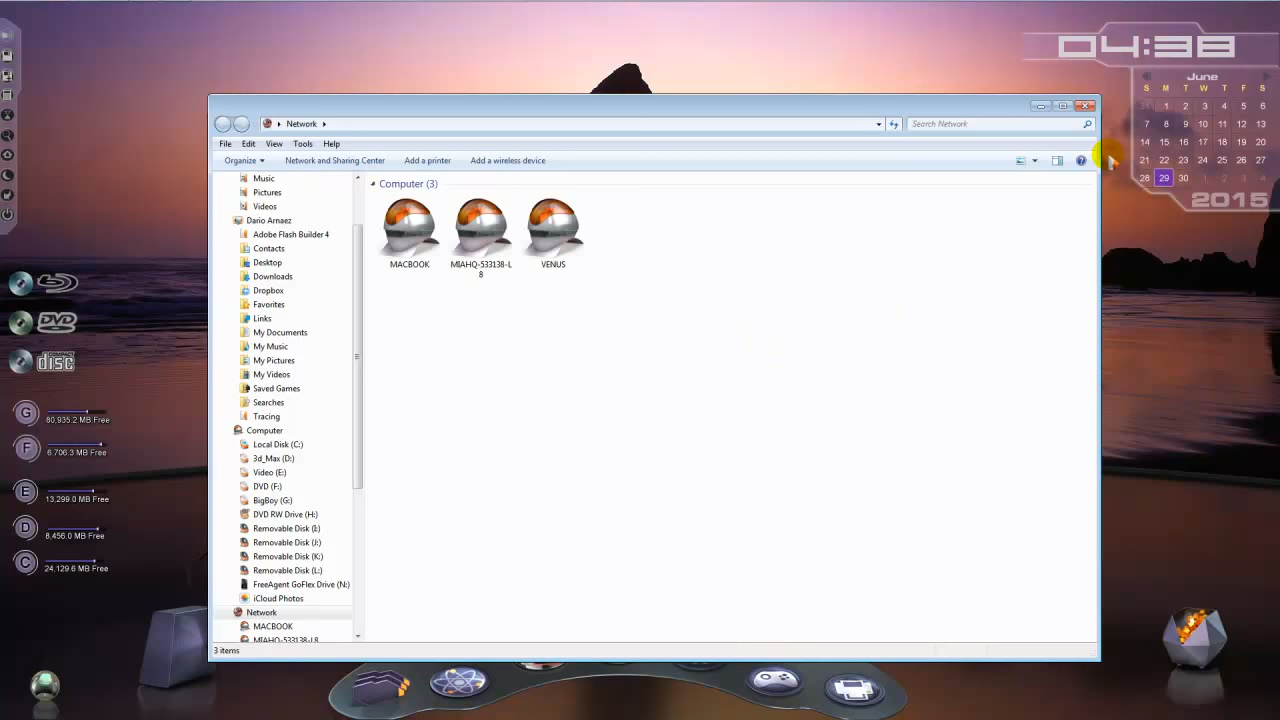 04:38
June
S M T W T F S
31 1 2 3 4 5 6
7 8 9 10 11 12 13
14 15 16 17 18 19 20
21 22 23 24 25 26 27
28 29 30 1 2 3 4
2015
Network
Search Network
File Edit View Tools Help
Organize Network and Sharing Center Add a printer Add a wireless device
Music
Pictures
Videos
Dario Arnaez
Adobe Flash Builder 4
Contacts
Desktop
Downloads
Dropbox
Favorites
Links
My Documents
My Music
My Pictures
My Videos
Saved Games
Searches
Tracing
Computer
Local Disk (C:)
3d_Max (D:)
Video (E:)
DVD (F:)
BigBoy (G:)
DVD RW Drive (H:)
Removable Disk (I:)
Removable Disk (J:)
Removable Disk (K:)
Removable Disk (L:)
FreeAgent GoFlex Drive (N:)
iCloud Photos
Network
MACBOOK
MIAHQ-533138-L8
Computer (3)
MACBOOK
MIAHQ-533138-L
8
VENUS
3 items
DVD
COMPACT
disc
G
80,935.2 MB Free
F
6,706.3 MB Free
E
13,299.0 MB Free
D
8,456.0 MB Free
C
24,129.6 MB Free